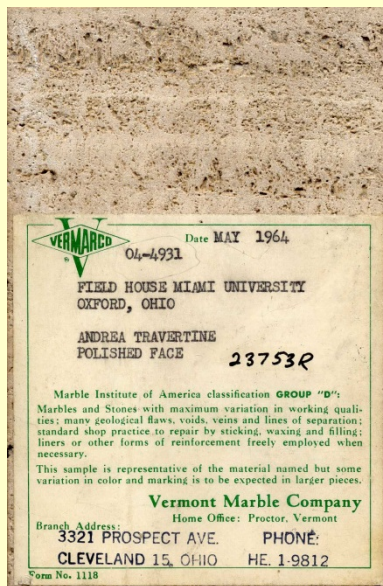 VERMARCO
®
Date MAY 1964
04-4931
FIELD HOUSE MIAMI UNIVERSITY
OXFORD, OHIO
ANDREA TRAVERTINE
POLISHED FACE 23753R
Marble Institute of America classification GROUP "D":
Marbles and Stones with maximum variation in working quali-
ties; many geological flaws, voids, veins and lines of separation;
standard shop practice to repair by sticking, waxing and filling;
liners or other forms of reinforcement freely employed when
necessary.
This sample is representative of the material named but some
variation in color and marking is to be expected in larger pieces.
Vermont Marble Company
Home Office: Proctor, Vermont
Branch Address:
3321 PROSPECT AVE. PHONE:
CLEVELAND 15, OHIO HE. 1-9812
Form No. 1118